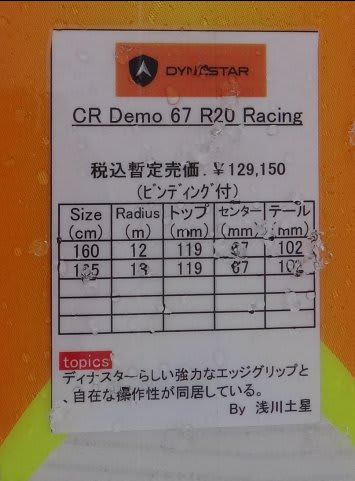 DYNASTAR
CR Demo 67 R20 Racing
税込暫定売価.¥129,150
(ビンディング付)
Size Radius トップ センター テール
(cm) (m) (mm) (mm) (mm)
160 12 119 67 102
165 13 119 67 102
topics
ディナスターらしい強力なエッジグリップと
、自在な操作性が同居している。
By 浅川土星